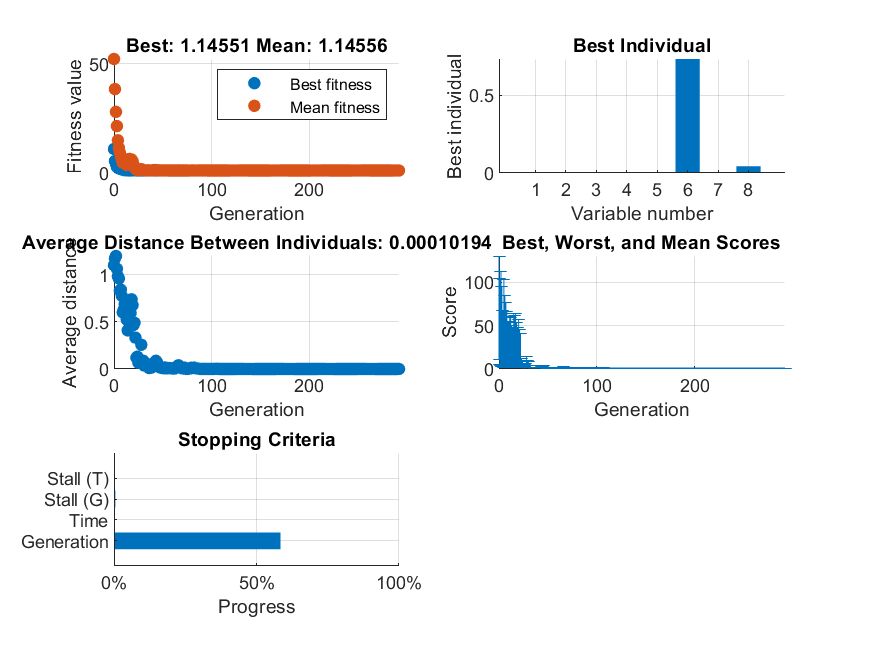 Best: 1.14551 Mean: 1.14556
Fitness value
50
0
Best fitness
Mean fitness
0 100 200
Generation
Best Individual
Best individual
0.5
0
1 2 3 4 5 6 7 8
Variable number
Average Distance Between Individuals: 0.00010194
Average distance
1
0.5
0
0 100 200
Generation
Best, Worst, and Mean Scores
Score
100
50
0
0 100 200
Generation
Stopping Criteria
Stall (T)
Stall (G)
Time
Generation
0% 50% 100%
Progress